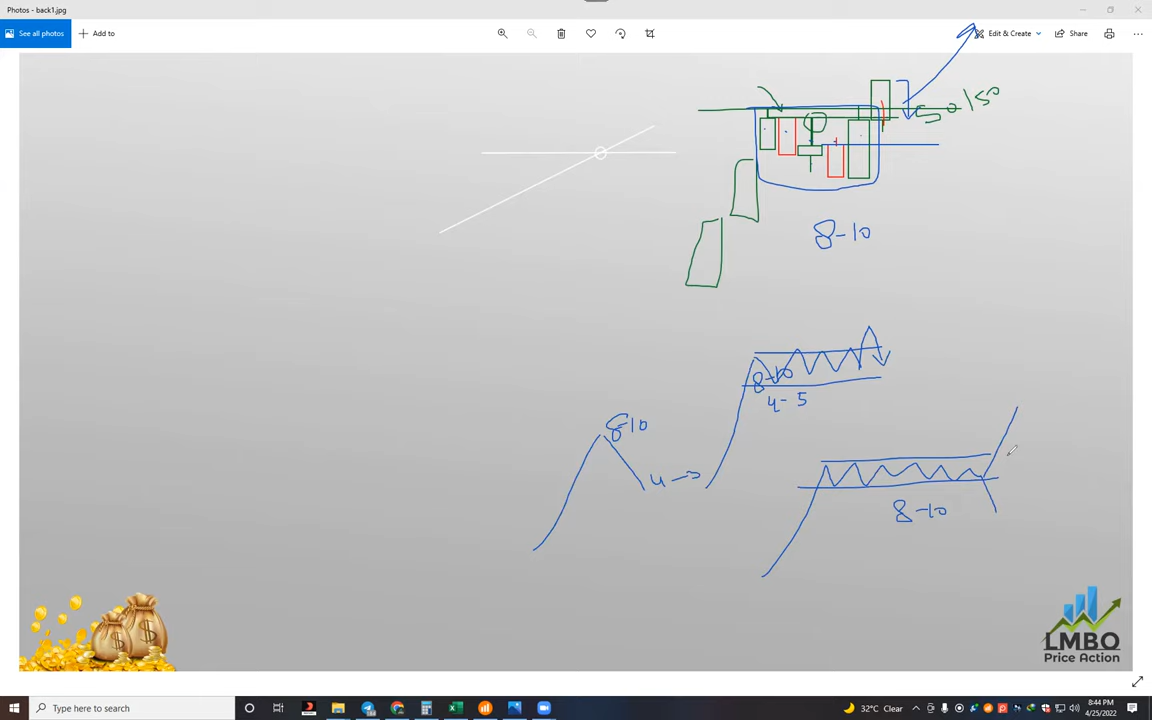 Photos - back1.jpg
See all photos
Add to
Edit & Create
Share
50 150
8-10
8-10
4-5
8-10
4
8-10
LMBO
Price Action
Type here to search
32°C Clear
8:44 PM
4/25/2022